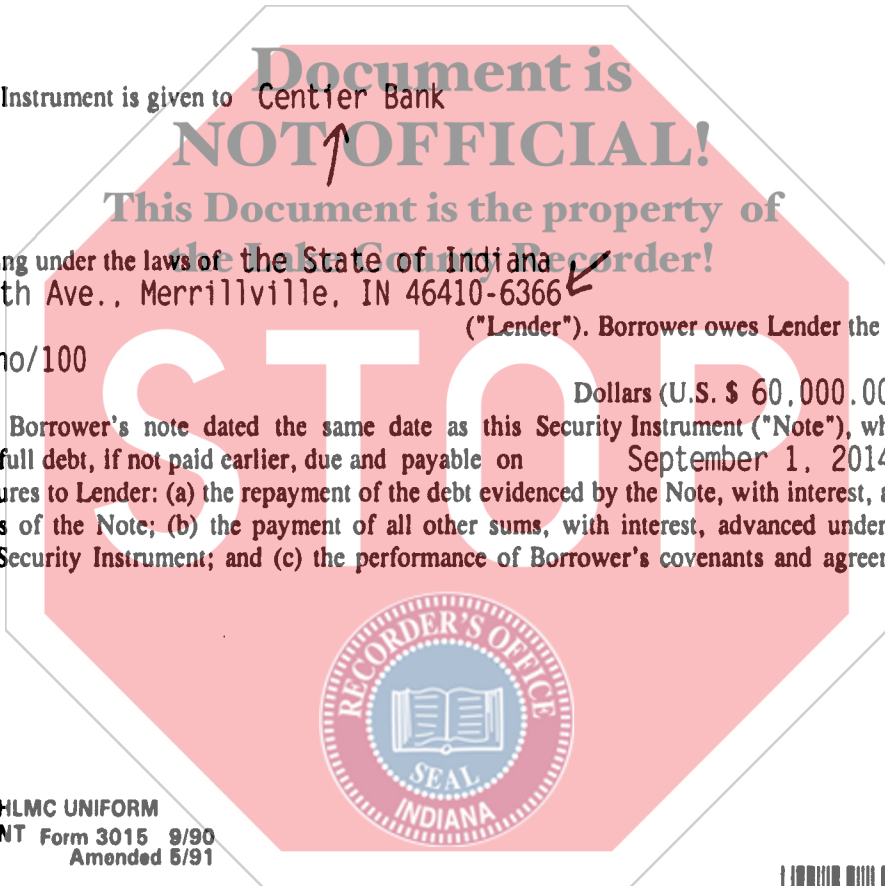 Document is
Instrument is given to Centier Bank
NOT OFFICIAL!
This Document is the property of
the Lake County Recorder!
ng under the laws of the State of Indiana
th Ave., Merrillville, IN 46410-6366
("Lender"). Borrower owes Lender the
no/100
Dollars (U.S. $ 60,000.00
STOP
Borrower's note dated the same date as this Security Instrument ("Note"), wh
full debt, if not paid earlier, due and payable on September 1, 2014
ures to Lender: (a) the repayment of the debt evidenced by the Note, with interest, a
s of the Note; (b) the payment of all other sums, with interest, advanced under
Security Instrument; and (c) the performance of Borrower's covenants and agreem
RECORDER'S OFFICE
SEAL
INDIANA
HLMC UNIFORM
NT Form 3015 9/90
Amended 5/91